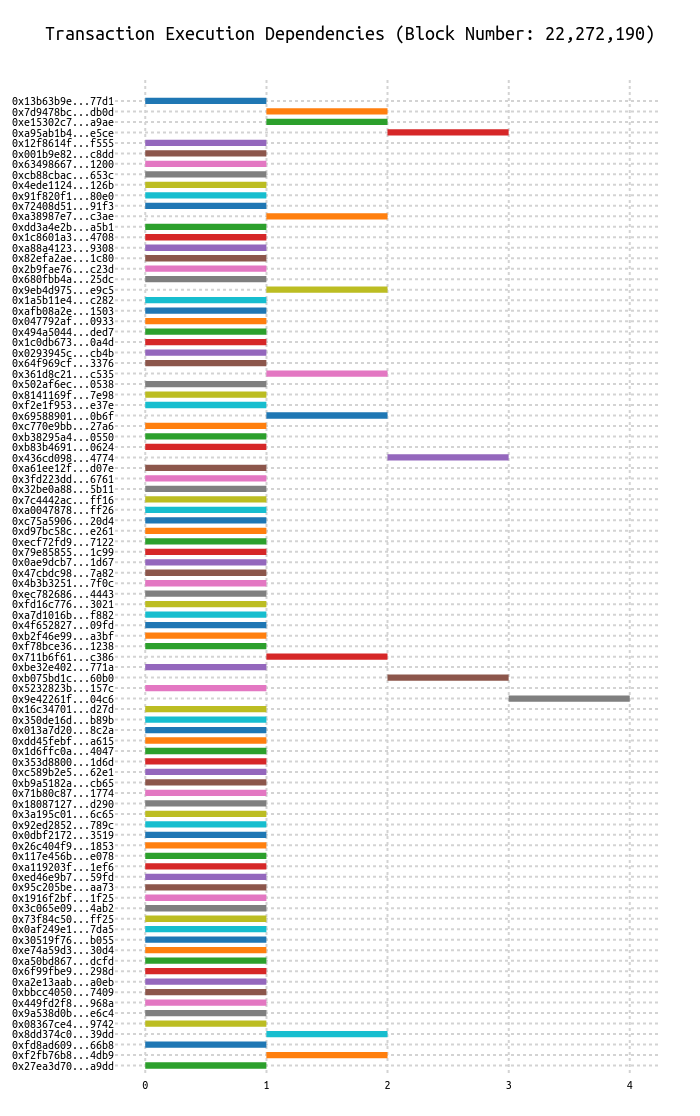 Transaction Execution Dependencies (Block Number: 22,272,190)
0x13b63b9e...77d1
0x7d9478bc...db0d
0xe15302c7...a9ae
0xa95ab1b4...e5ce
0x12f8614f...f555
0x001b9e82...c8dd
0x63498667...1200
0xcb88cbac...653c
0x4ede1124...126b
0x91f820f1...80e0
0x72408d51...91f3
0xa38987e7...c3ae
0xdd3a4e2b...a5b1
0x1c8601a3...4708
0xa88a4123...9308
0x82efa2ae...1c80
0x2b9fae76...c23d
0x680fbb4a...25dc
0x9eb4d975...e9c5
0x1a5b11e4...c282
0xafb08a2e...1503
0x047792af...0933
0x494a5044...ded7
0x1c0db673...0a4d
0x0293945c...cb4b
0x64f969cf...3376
0x361d8c21...c535
0x502af6ec...0538
0x8141169f...7e98
0xf2e1f953...e37e
0x69588901...0b6f
0xc770e9bb...27a6
0xb38295a4...0550
0xb83b4691...0624
0x436cd098...4774
0xa61ee12f...d07e
0x3fd223dd...6761
0x32be0a88...5b11
0x7c4442ac...ff16
0xa0047878...ff26
0xc75a5906...20d4
0xd97bc58c...e261
0xecf72fd9...7122
0x79e85855...1c99
0x0ae9dcb7...1d67
0x47cbdc98...7a82
0x4b3b3251...7f0c
0xec782686...4443
0xfd16c776...3021
0xa7d1016b...f882
0x4f652827...09fd
0xb2f46e99...a3bf
0xf78bce36...1238
0x711b6f61...c386
0xbe32e402...771a
0xb075bd1c...60b0
0x5232823b...157c
0x9e42261f...04c6
0x16c34701...d27d
0x350de16d...b89b
0x013a7d20...8c2a
0xdd45febf...a615
0x1d6ffc0a...4047
0x353d8800...1d6d
0xc589b2e5...62e1
0xb9a5182a...cb65
0x71b80c87...1774
0x18087127...d290
0x3a195c01...6c65
0x92ed2852...789c
0x0dbf2172...3519
0x26c404f9...1853
0x117e456b...e078
0xa119203f...1ef6
0xed46e9b7...59fd
0x95c205be...aa73
0x1916f2bf...1f25
0x3c065e09...4ab2
0x73f84c50...ff25
0x0af249e1...7da5
0x30519f76...b055
0xe74a59d3...30d4
0xa50bd867...dcfd
0x6f99fbe9...298d
0xa2e13aab...a0eb
0xbbcc4050...7409
0x449fd2f8...968a
0x9a538d0b...e6c4
0x08367ce4...9742
0x8dd374c0...39dd
0xfd8ad609...66b8
0xf2fb76b8...4db9
0x27ea3d70...a9dd
0 1 2 3 4